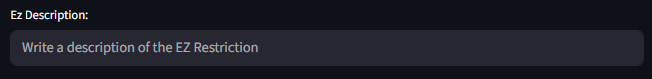 Ez Description:
Write a description of the EZ Restriction